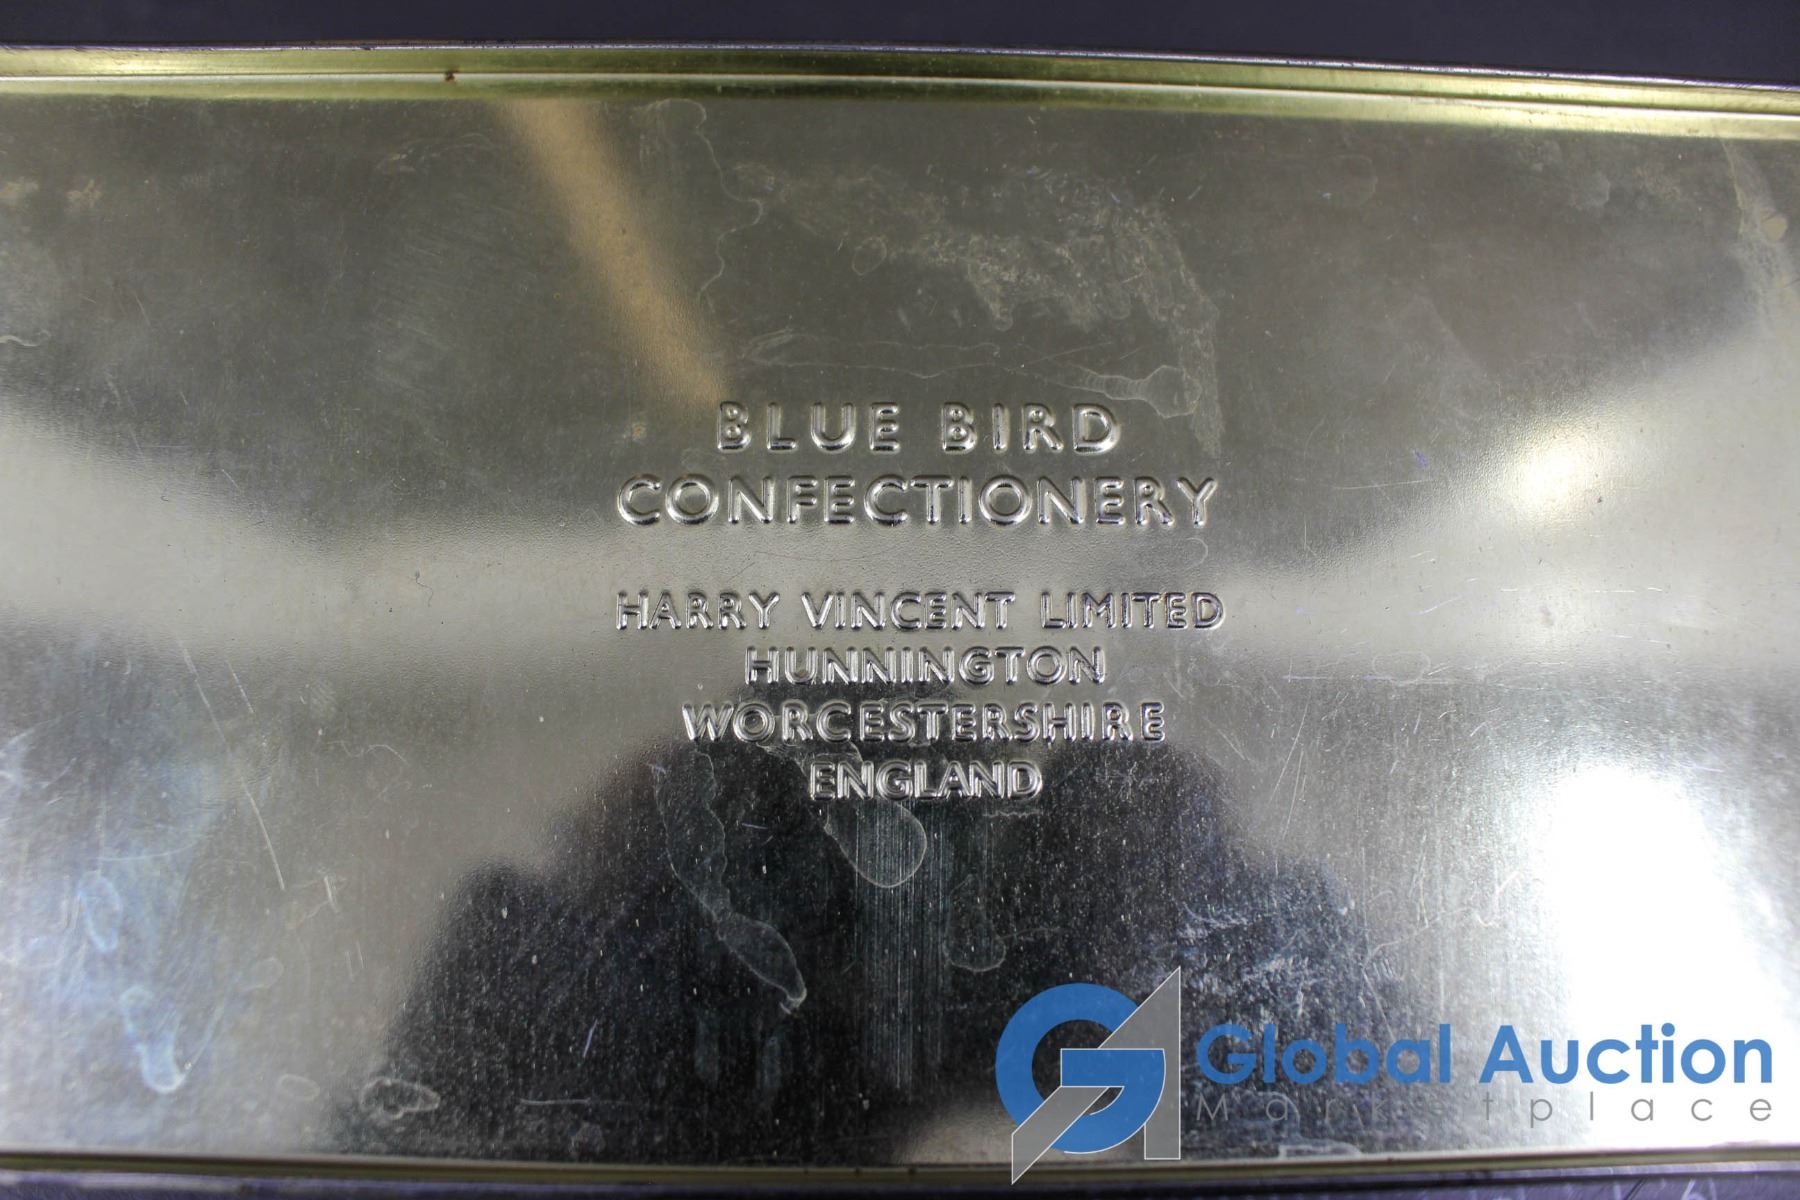 BLUE BIRD
CONFECTIONERY
HARRY VINCENT LIMITED
HUNNINGTON
WORCESTERSHIRE
ENGLAND
Global Auction
Marketplace